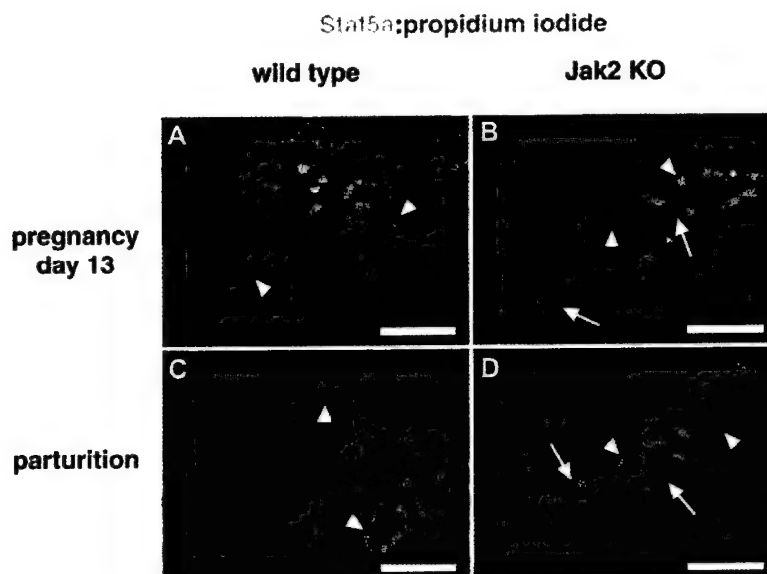 Stat5a:propidium iodide
wild type
Jak2 KO
A
B
pregnancy
day 13
C
D
parturition